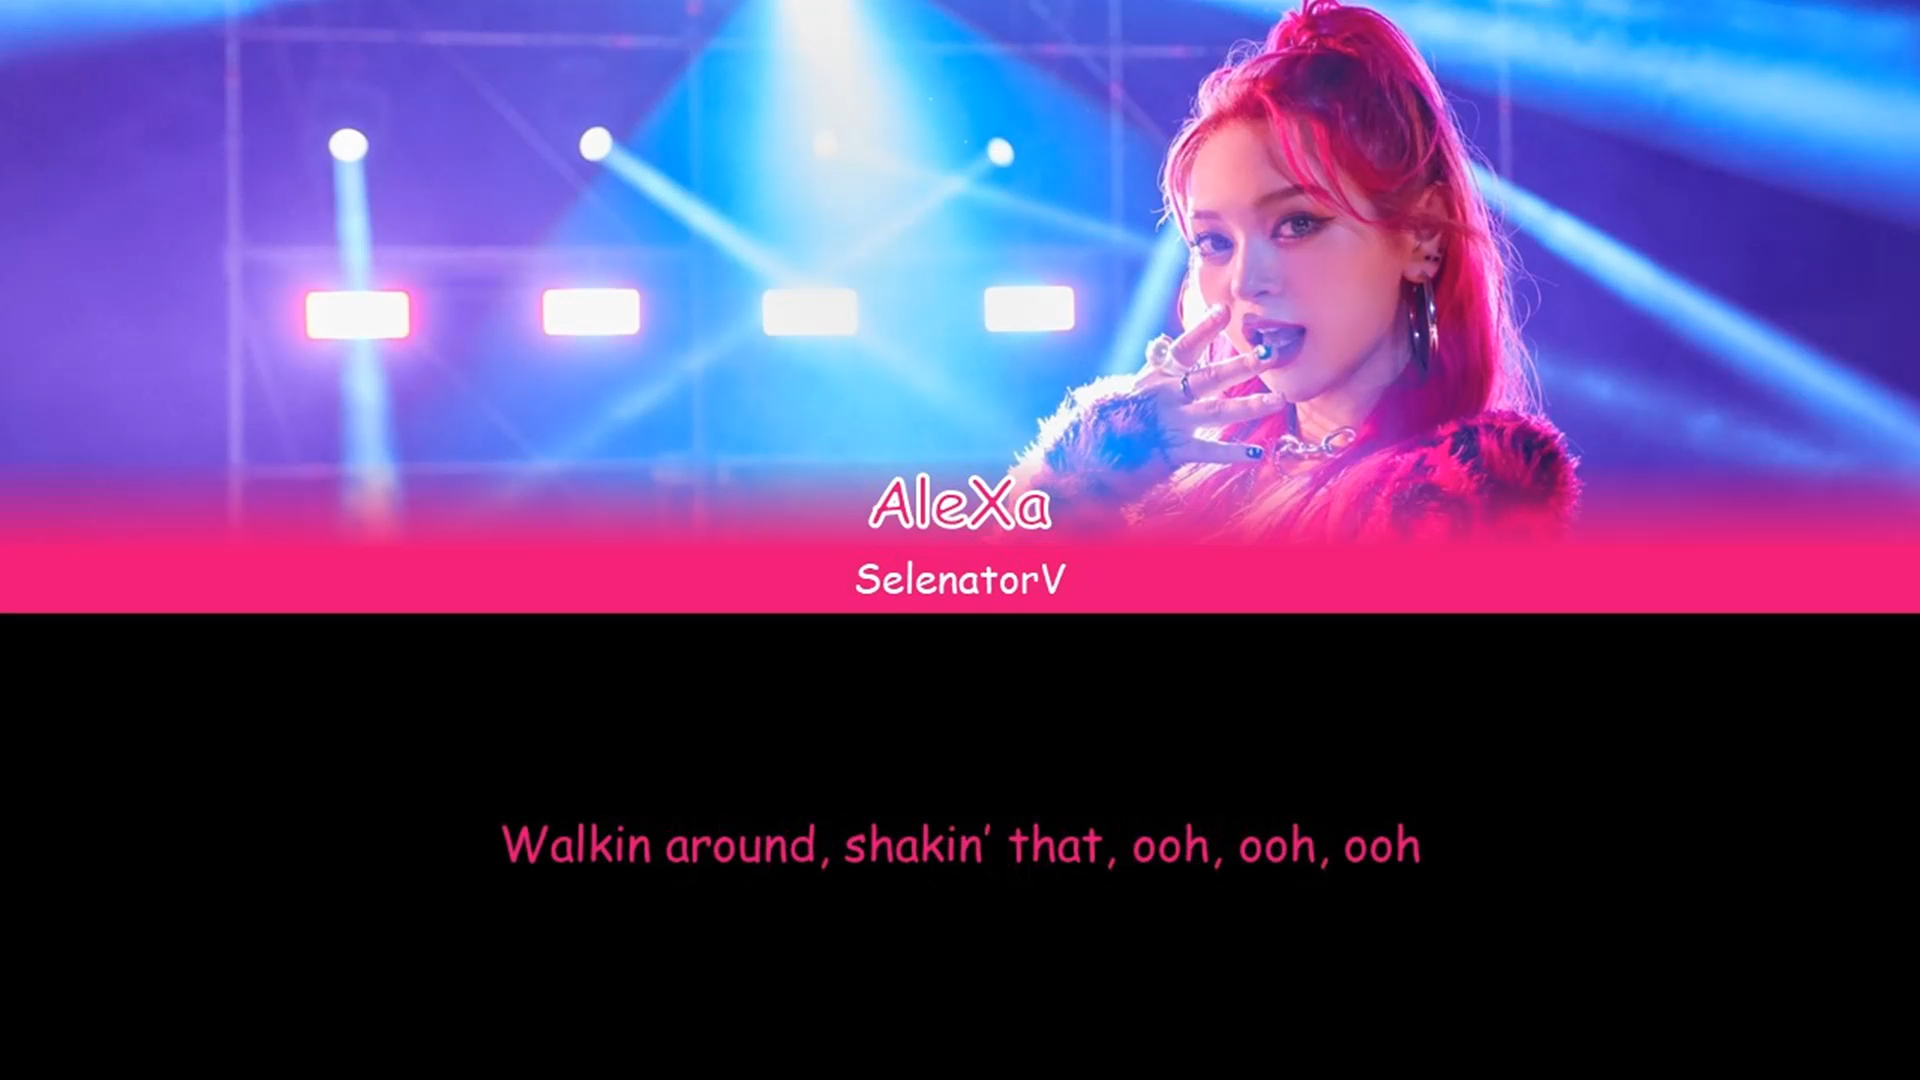 AleXa
SelenatorV
Walkin around, shakin' that, ooh, ooh, ooh